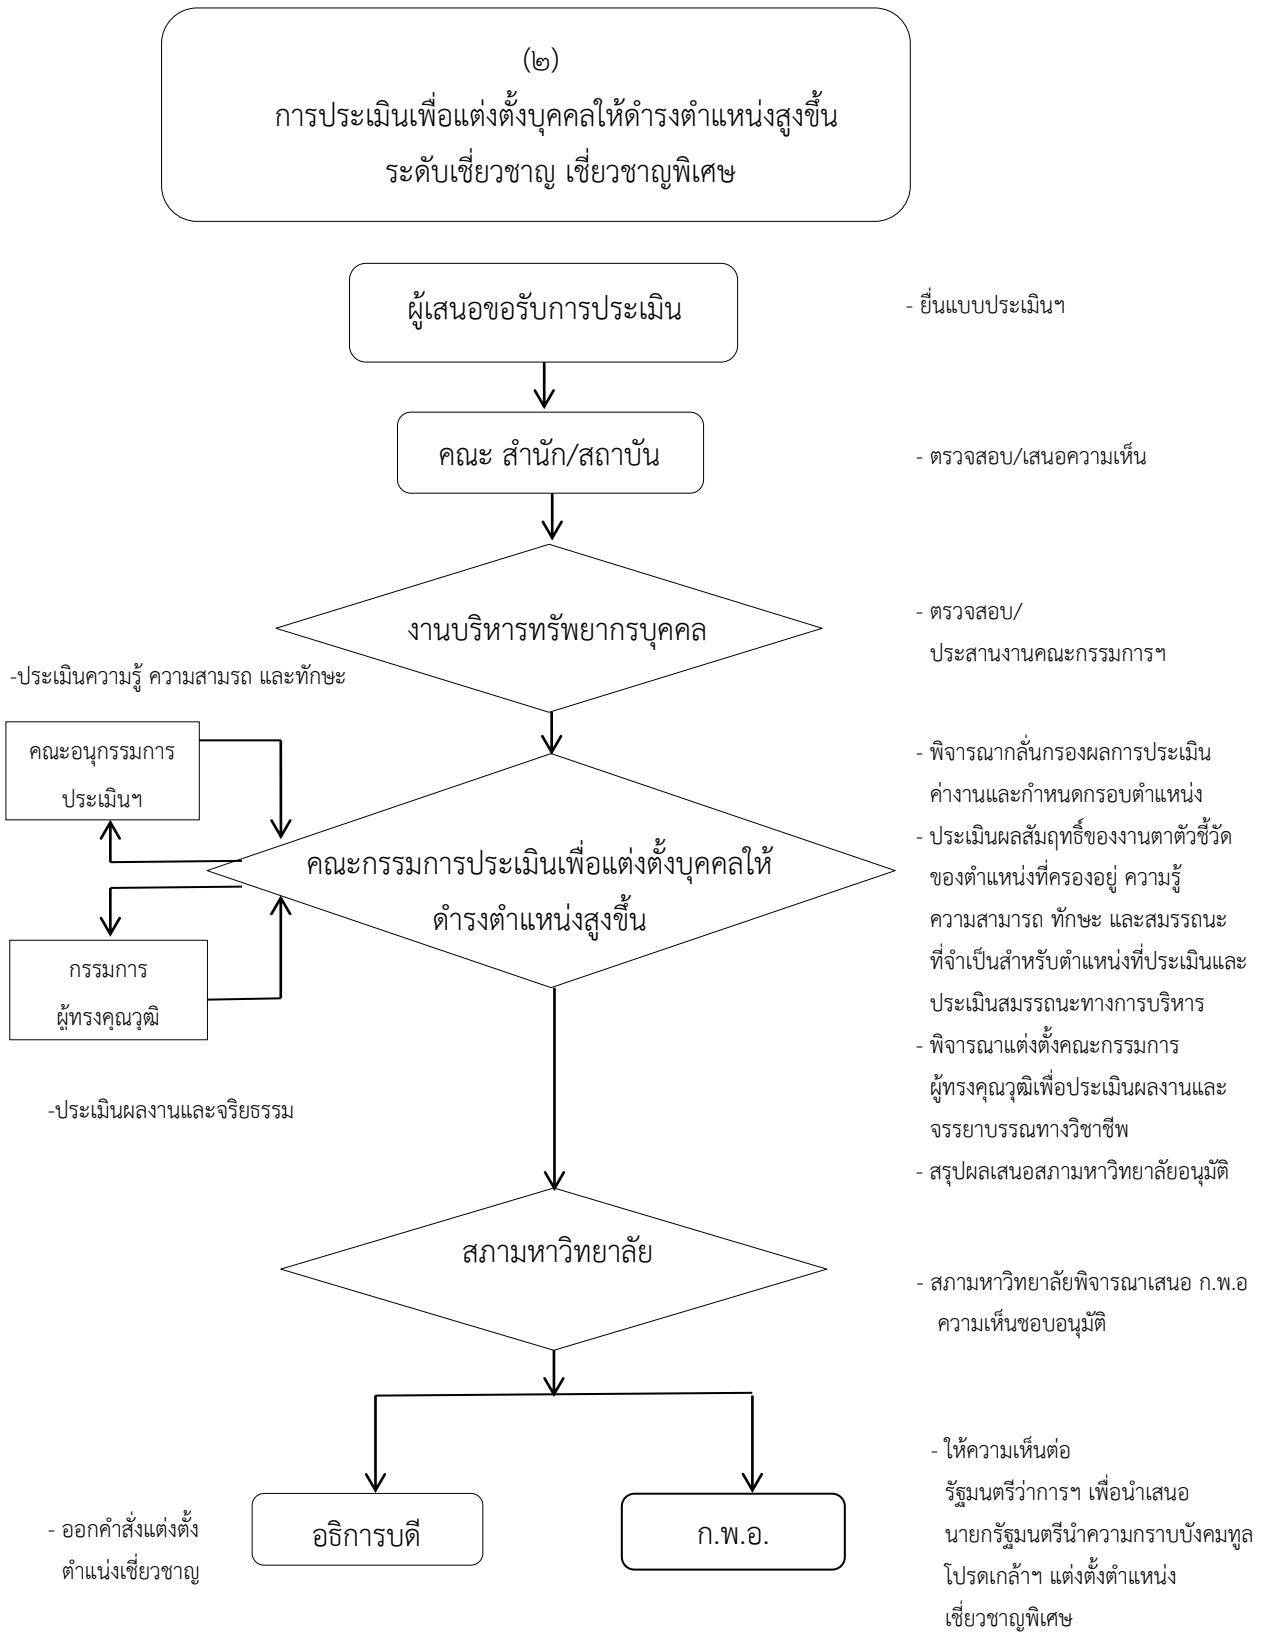 (๒)
การประเมินเพื่อแต่งตั้งบุคคลให้ดำรงตำแหน่งสูงขึ้น
ระดับเชี่ยวชาญ เชี่ยวชาญพิเศษ
ผู้เสนอขอรับการประเมิน
- ยื่นแบบประเมินฯ
คณะ สำนัก/สถาบัน
- ตรวจสอบ/เสนอความเห็น
งานบริหารทรัพยากรบุคคล
- ตรวจสอบ/
ประสานงานคณะกรรมการฯ
-ประเมินความรู้ ความสามรถ และทักษะ
คณะอนุกรรมการ
ประเมินฯ
คณะกรรมการประเมินเพื่อแต่งตั้งบุคคลให้
ดำรงตำแหน่งสูงขึ้น
กรรมการ
ผู้ทรงคุณวุฒิ
-ประเมินผลงานและจริยธรรม
- พิจารณากลั่นกรองผลการประเมิน
ค่างานและกำหนดกรอบตำแหน่ง
- ประเมินผลสัมฤทธิ์ของงานตาตัวชี้วัด
ของตำแหน่งที่ครองอยู่ ความรู้
ความสามารถ ทักษะ และสมรรถนะ
ที่จำเป็นสำหรับตำแหน่งที่ประเมินและ
ประเมินสมรรถนะทางการบริหาร
- พิจารณาแต่งตั้งคณะกรรมการ
ผู้ทรงคุณวุฒิเพื่อประเมินผลงานและ
จรรยาบรรณทางวิชาชีพ
- สรุปผลเสนอสภามหาวิทยาลัยอนุมัติ
สภามหาวิทยาลัย
- สภามหาวิทยาลัยพิจารณาเสนอ ก.พ.อ
ความเห็นชอบอนุมัติ
- ออกคำสั่งแต่งตั้ง
ตำแน่งเชี่ยวชาญ
อธิการบดี
ก.พ.อ.
- ให้ความเห็นต่อ
รัฐมนตรีว่าการฯ เพื่อนำเสนอ
นายกรัฐมนตรีนำความกราบบังคมทูล
โปรดเกล้าฯ แต่งตั้งตำแหน่ง
เชี่ยวชาญพิเศษ